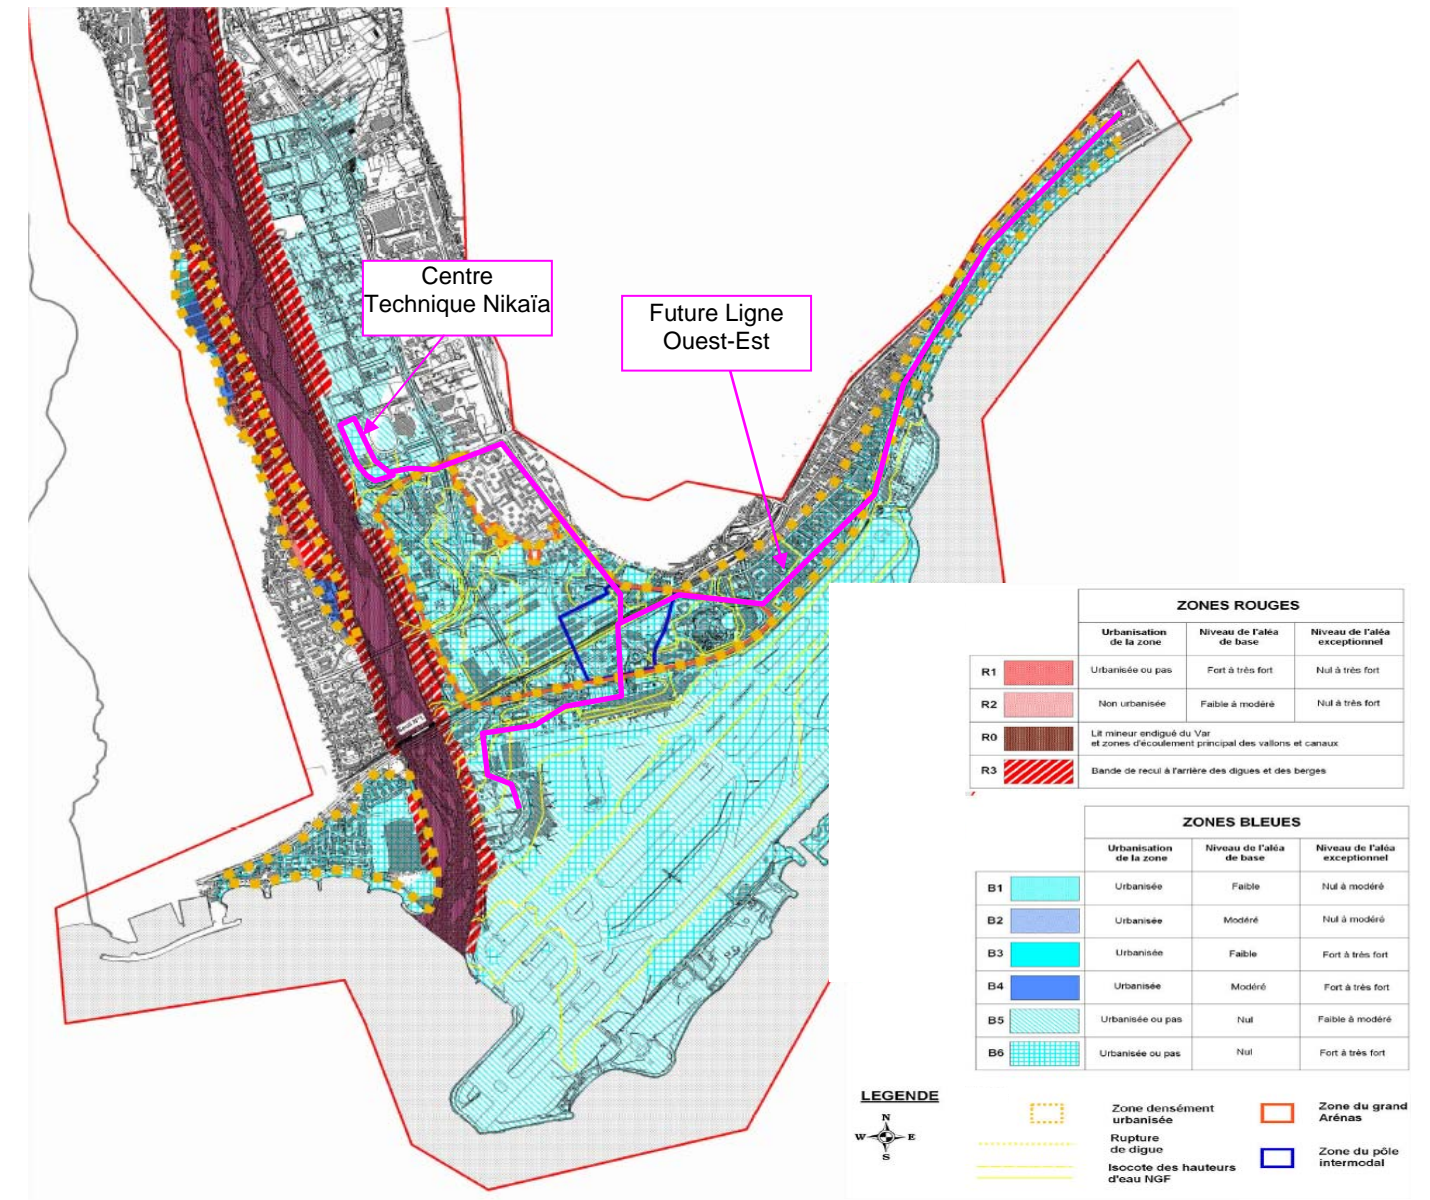 Centre
Technique Nikaïa
Future Ligne
Ouest-Est
ZONES ROUGES
Urbanisation de la zone Niveau de l'aléa de base Niveau de l'aléa exceptionnel
R1 Urbanisée ou pas Fort à très fort Nul à très fort
R2 Non urbanisée Faible à modéré Nul à très fort
R0 Lit mineur endigué du Var
et zones d'écoulement principal des vallons et canaux
R3 Bande de recul à l'arrière des digues et des berges
ZONES BLEUES
Urbanisation de la zone Niveau de l'aléa de base Niveau de l'aléa exceptionnel
B1 Urbanisée Faible Nul à modéré
B2 Urbanisée Modéré Nul à modéré
B3 Urbanisée Faible Fort à très fort
B4 Urbanisée Modéré Fort à très fort
B5 Urbanisée ou pas Nul Faible à modéré
B6 Urbanisée ou pas Nul Fort à très fort
LEGENDE
N
W E
S
Zone densément
urbanisée
Rupture
de digue
Isocote des hauteurs
d'eau NGF
Zone du grand
Arénas
Zone du pôle
intermodal